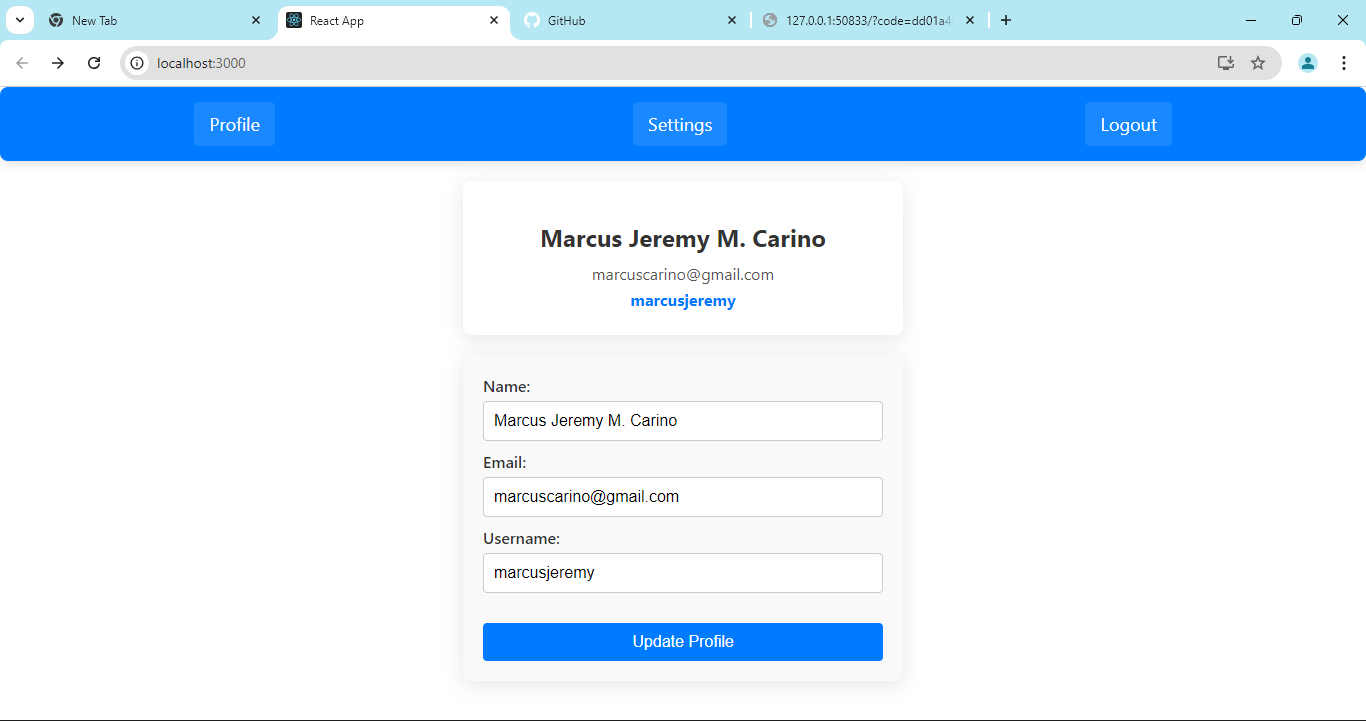 New Tab
React App
GitHub
127.0.0.1:50833/?code=dd01a4
localhost:3000
Profile
Settings
Logout
Marcus Jeremy M. Carino
marcuscarino@gmail.com
marcusjeremy
Name:
Marcus Jeremy M. Carino
Email:
marcuscarino@gmail.com
Username:
marcusjeremy
Update Profile